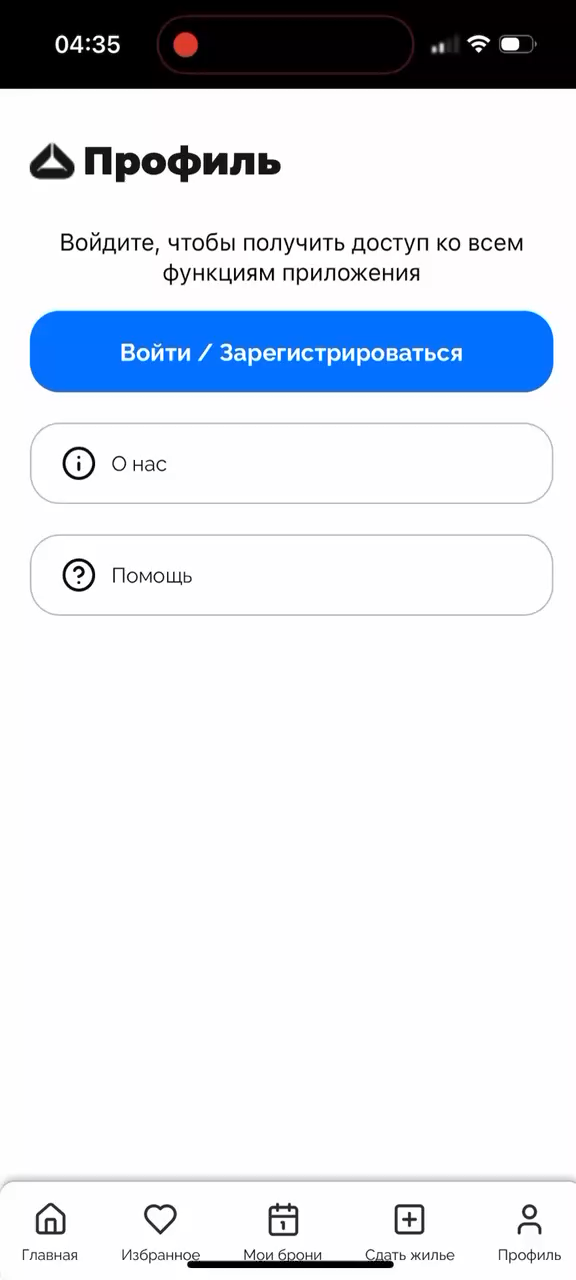 04:35
Профиль
Войдите, чтобы получить доступ ко всем
функциям приложения
Войти / Зарегистрироваться
О нас
Помощь
1
Главная
Избранное
Мои брони
Сдать жилье
Профиль